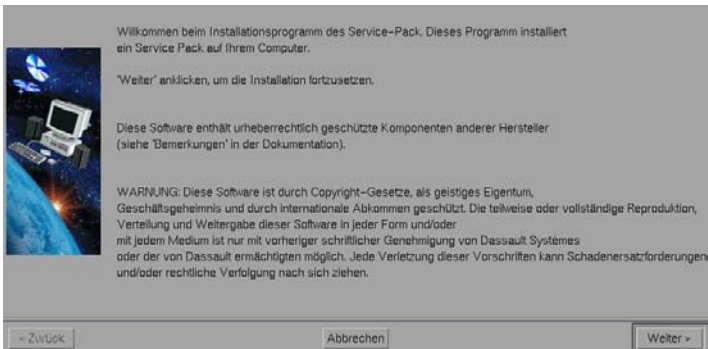 Willkommen beim Installationsprogramm des Service-Pack. Dieses Programm installiert
ein Service Pack auf Ihrem Computer.
'Weiter' anklicken, um die Installation fortzusetzen.
Diese Software enthält urheberrechtlich geschützte Komponenten anderer Hersteller
(siehe 'Bemerkungen' in der Dokumentation).
WARNUNG: Diese Software ist durch Copyright-Gesetze, als geistiges Eigentum,
Geschäftsgeheimnis und durch internationale Abkommen geschützt. Die teilweise oder vollständige Reproduktion,
Verteilung und Weitergabe dieser Software in jeder Form und/oder
mit jedem Medium ist nur mit vorheriger schriftlicher Genehmigung von Dassault Systèmes
oder der von Dassault ermächtigten möglich. Jede Verletzung dieser Vorschriften kann Schadenersatzforderungen
und/oder rechtliche Verfolgung nach sich ziehen.
« Zurück Abbrechen Weiter »